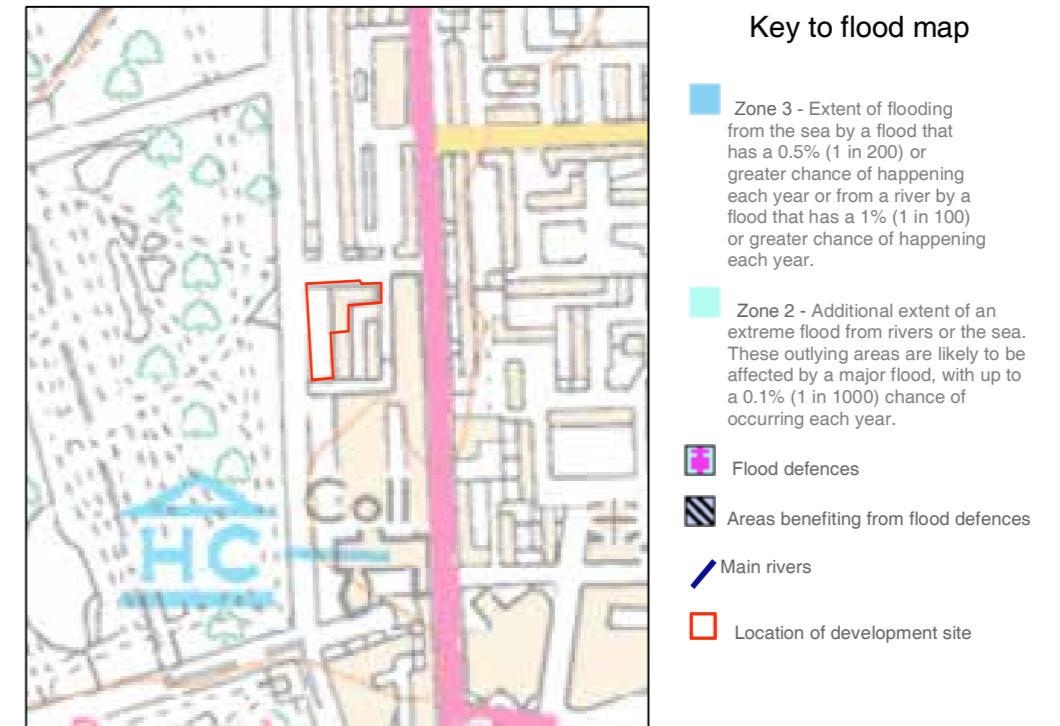 Key to flood map
Zone 3 - Extent of flooding
from the sea by a flood that
has a 0.5% (1 in 200) or
greater chance of happening
each year or from a river by a
flood that has a 1% (1 in 100)
or greater chance of happening
each year.
Zone 2 - Additional extent of an
extreme flood from rivers or the sea.
These outlying areas are likely to be
affected by a major flood, with up to
a 0.1% (1 in 1000) chance of
occurring each year.
Flood defences
Areas benefiting from flood defences
Main rivers
Location of development site
Coll
HC